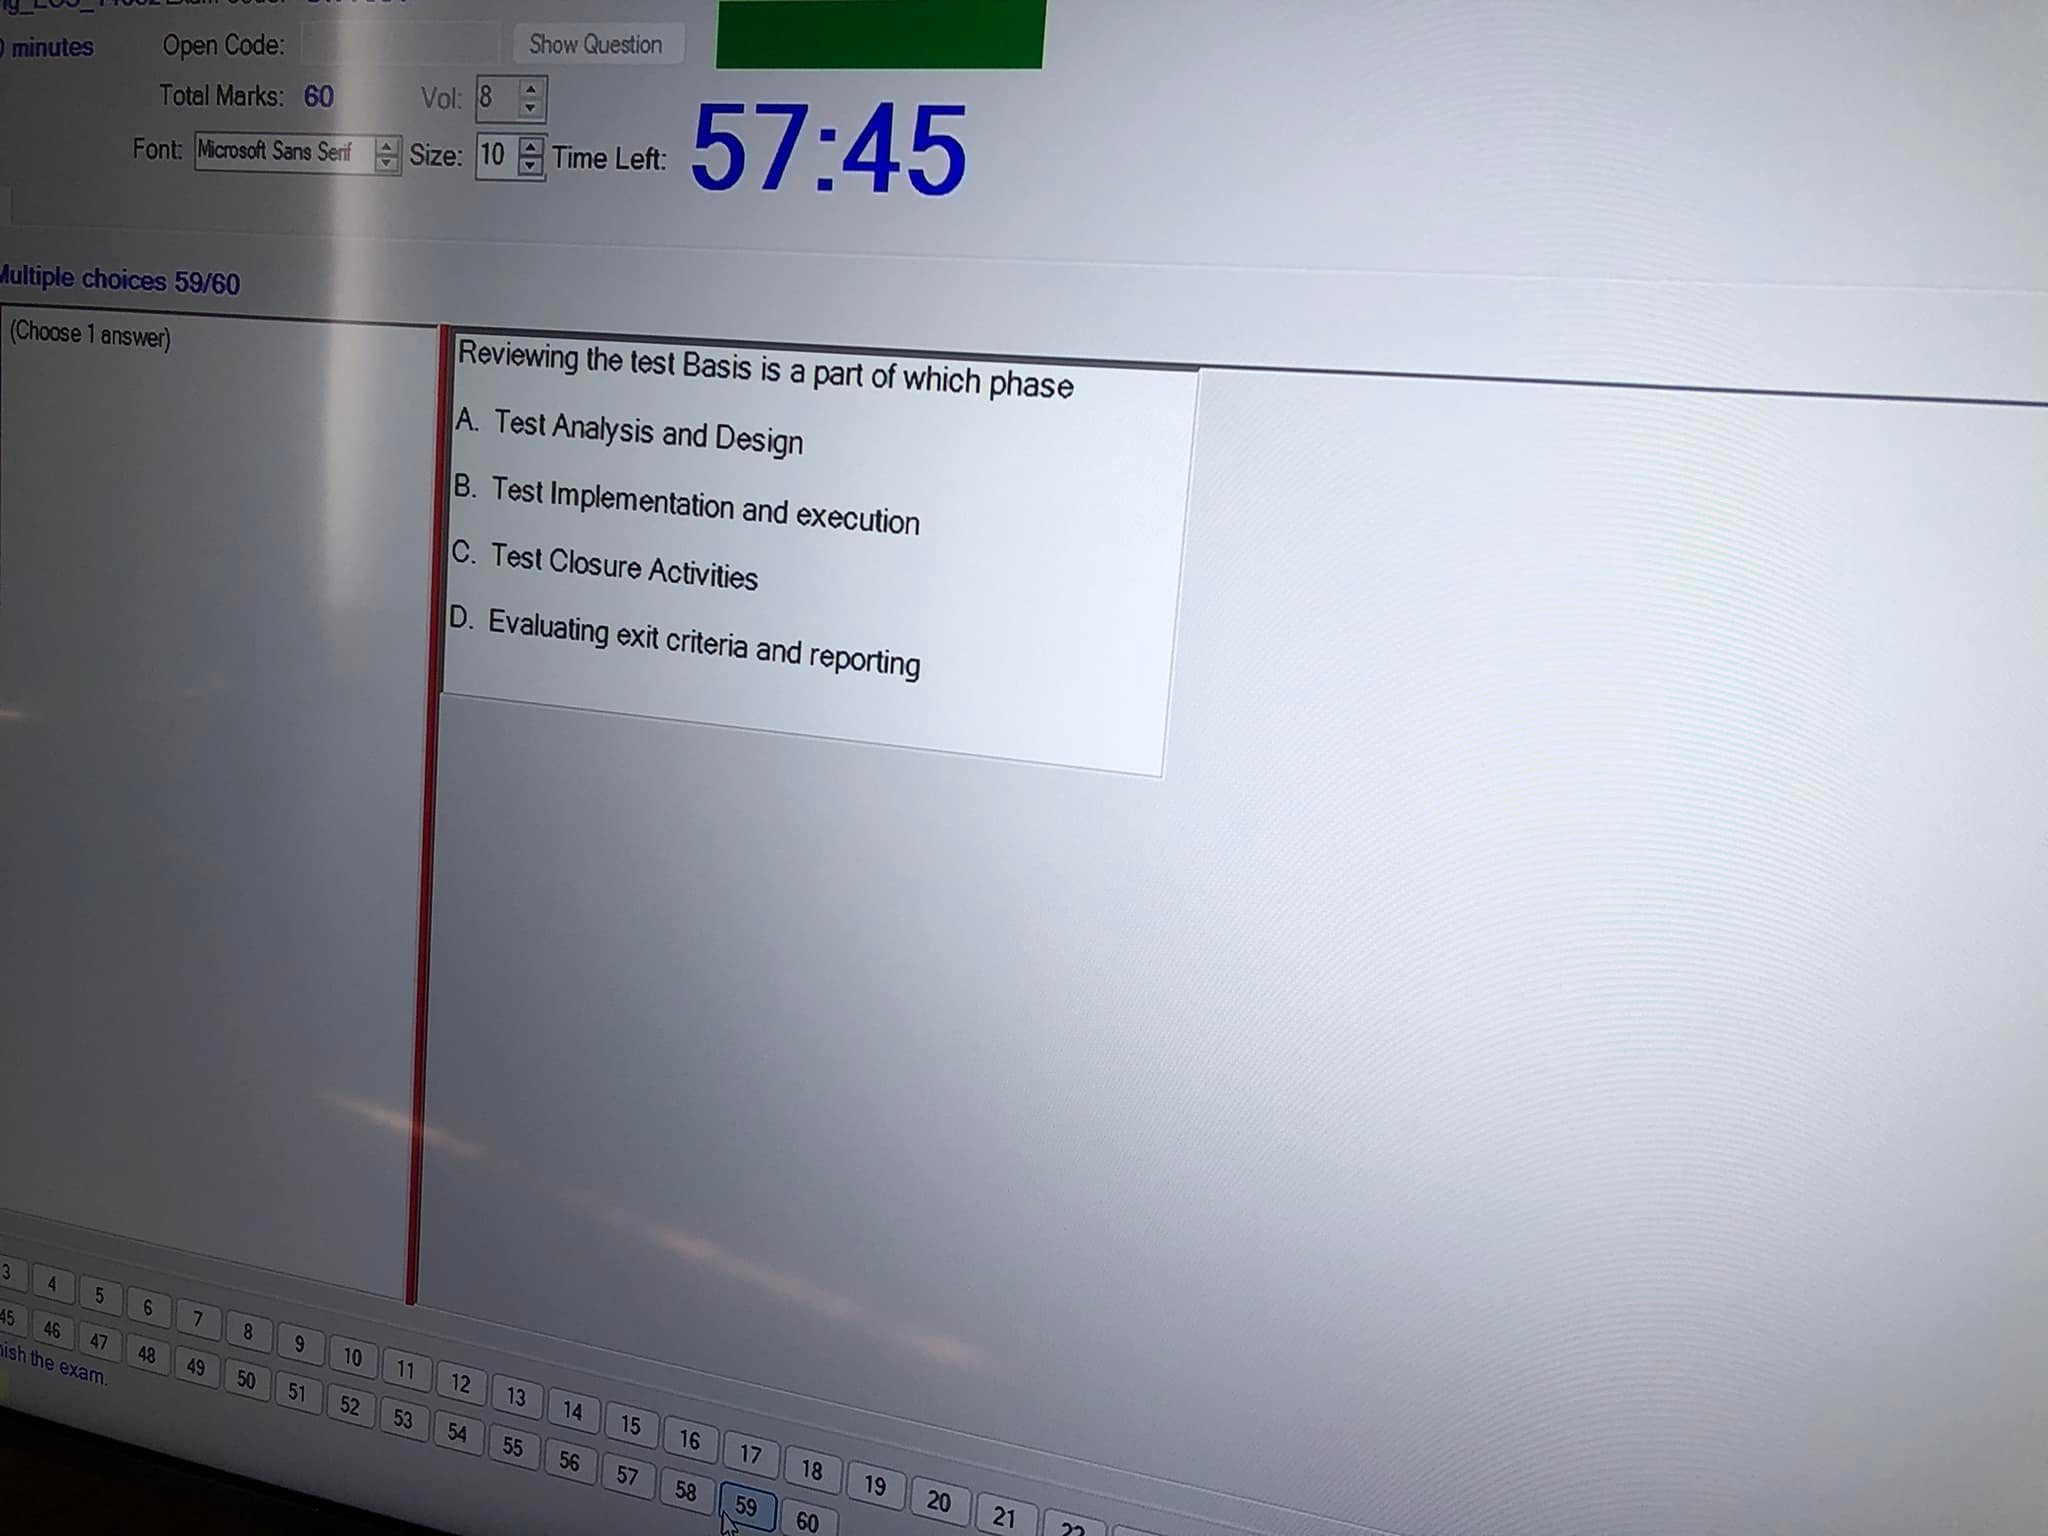 minutes Open Code: Show Question
Total Marks: 60 Vol: 8
Font: Microsoft Sans Serif Size: 10 Time Left: 57:45
Multiple choices 59/60
(Choose 1 answer)
Reviewing the test Basis is a part of which phase
A. Test Analysis and Design
B. Test Implementation and execution
C. Test Closure Activities
D. Evaluating exit criteria and reporting
3 4 5 6 7 8 9 10 11 12 13 14 15 16 17 18 19 20 21 22
45 46 47 48 49 50 51 52 53 54 55 56 57 58 59 60
the exam.